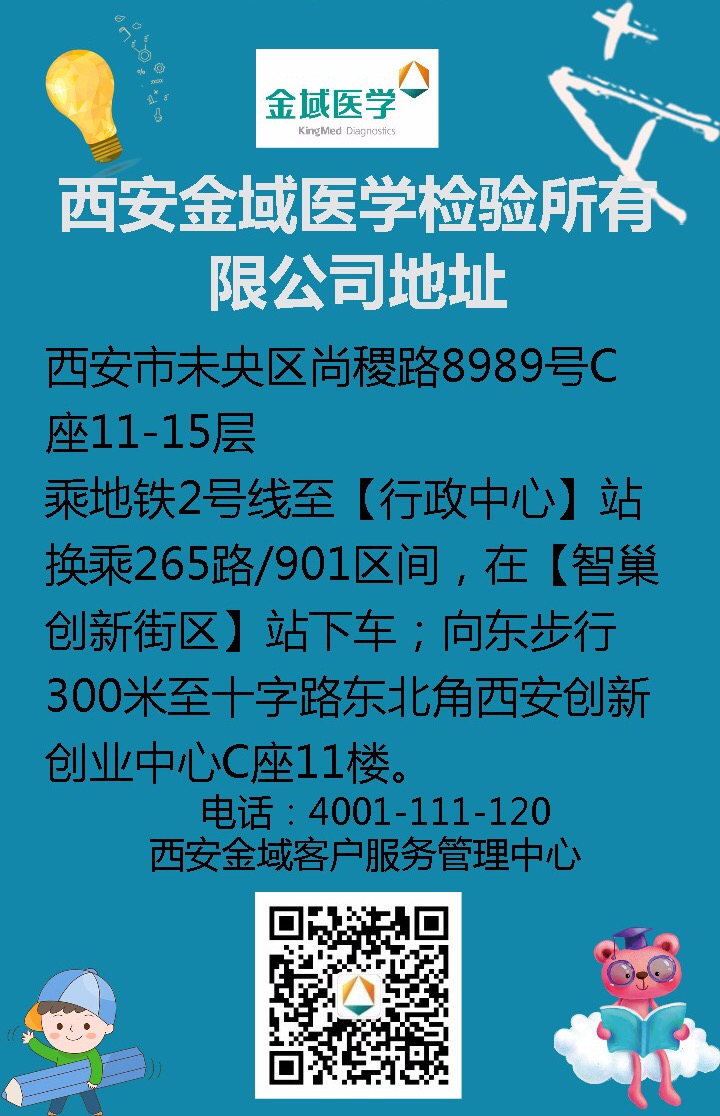 金域医学
KingMed Diagnostics
西安金域医学检验所有
限公司地址
西安市未央区尚稷路8989号C
座11-15层
乘地铁2号线至【行政中心】站
换乘265路/901区间，在【智巢
创新街区】站下车；向东步行
300米至十字路东北角西安创新
创业中心C座11楼。
电话：4001-111-120
西安金域客户服务管理中心